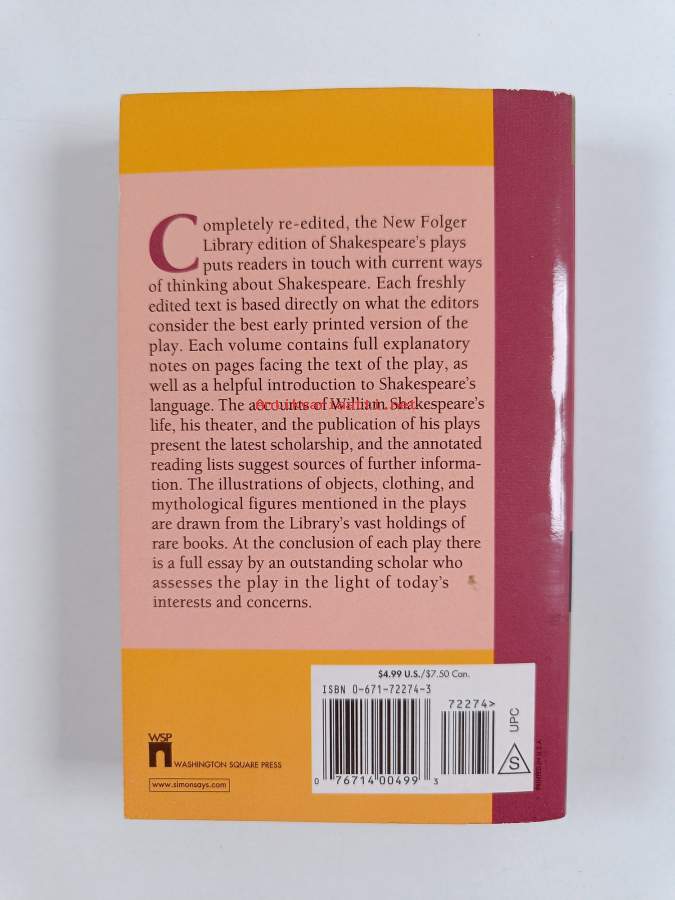 Completely re-edited, the New Folger
Library edition of Shakespeare's plays
puts readers in touch with current ways
of thinking about Shakespeare. Each freshly
edited text is based directly on what the editors
consider the best early printed version of the
play. Each volume contains full explanatory
notes on pages facing the text of the play, as
well as a helpful introduction to Shakespeare's
language. The accounts of William Shakespeare's
life, his theater, and the publication of his plays
present the latest scholarship, and the annotated
reading lists suggest sources of further informa-
tion. The illustrations of objects, clothing, and
mythological figures mentioned in the plays
are drawn from the Library's vast holdings of
rare books. At the conclusion of each play there
is a full essay by an outstanding scholar who
assesses the play in the light of today's
interests and concerns.
$4.99 U.S./$7.50 Can.
ISBN 0-671-72274-3
72274>
UPC
S
0 76714 00499 3
PRINTED IN U.S.A.
WSP
WASHINGTON SQUARE PRESS
www.simonsays.com